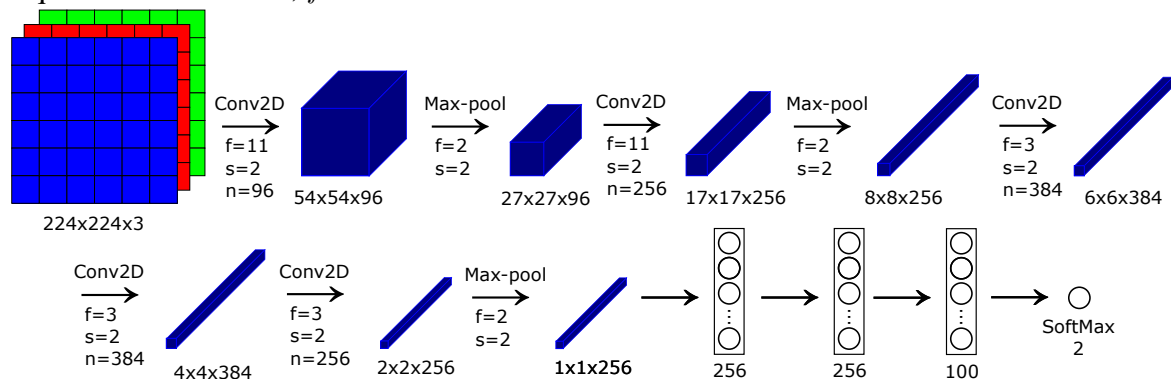 Conv2D
f=11
s=2
n=96
Max-pool
f=2
s=2
Conv2D
f=11
s=2
n=256
Max-pool
f=2
s=2
Conv2D
f=3
s=2
n=384
224x224x3
54x54x96
27x27x96
17x17x256
8x8x256
6x6x384
Conv2D
f=3
s=2
n=384
Conv2D
f=3
s=2
n=256
Max-pool
f=2
s=2
4x4x384
2x2x256
1x1x256
256
256
100
SoftMax
2